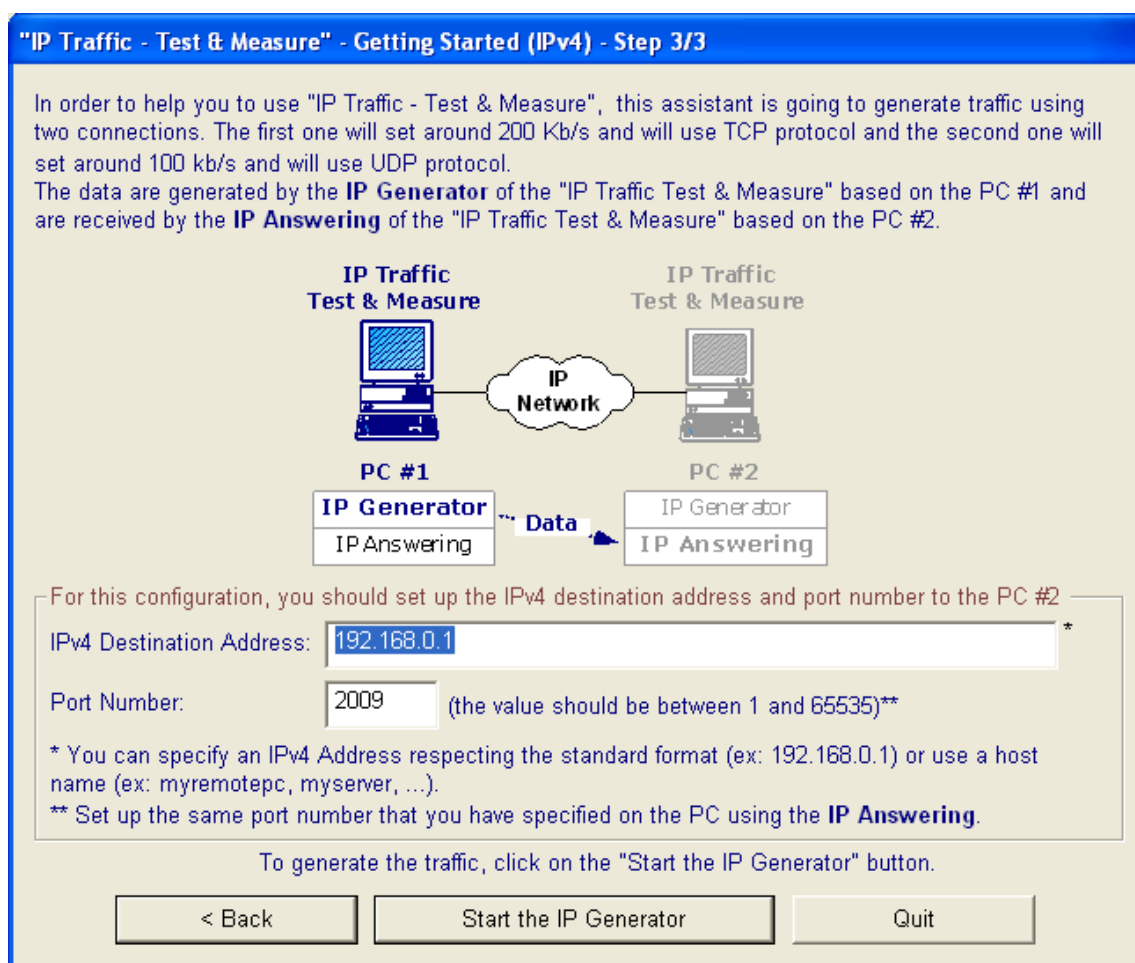 "IP Traffic - Test & Measure" - Getting Started (IPv4) - Step 3/3
In order to help you to use "IP Traffic - Test & Measure", this assistant is going to generate traffic using
two connections. The first one will set around 200 Kb/s and will use TCP protocol and the second one will
set around 100 kb/s and will use UDP protocol.
The data are generated by the IP Generator of the "IP Traffic Test & Measure" based on the PC #1 and
are received by the IP Answering of the "IP Traffic Test & Measure" based on the PC #2.
IP Traffic
Test & Measure
IP Traffic
Test & Measure
IP
Network
PC #1
PC #2
IP Generator
IP Answering
Data
IP Generator
IP Answering
For this configuration, you should set up the IPv4 destination address and port number to the PC #2
IPv4 Destination Address: 192.168.0.1 *
Port Number: 2009 (the value should be between 1 and 65535)**
* You can specify an IPv4 Address respecting the standard format (ex: 192.168.0.1) or use a host
name (ex: myremotepc, myserver, ...).
** Set up the same port number that you have specified on the PC using the IP Answering.
To generate the traffic, click on the "Start the IP Generator" button.
< Back
Start the IP Generator
Quit